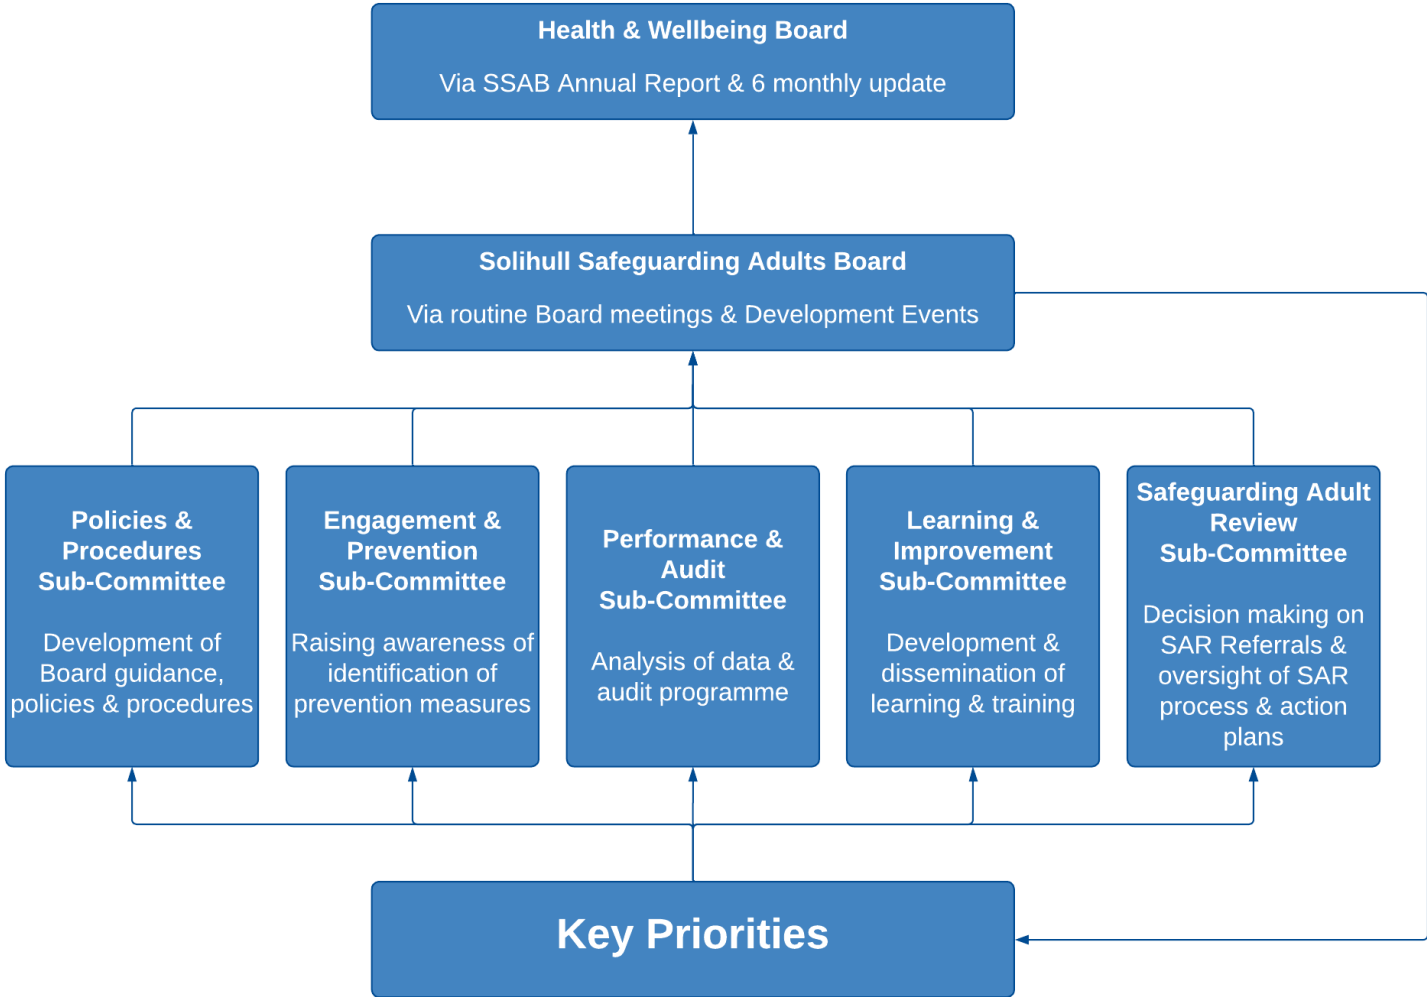 Health & Wellbeing Board
Via SSAB Annual Report & 6 monthly update
Solihull Safeguarding Adults Board
Via routine Board meetings & Development Events
Policies &
Procedures
Sub-Committee
Development of
Board guidance,
policies & procedures
Engagement &
Prevention
Sub-Committee
Raising awareness of
identification of
prevention measures
Performance &
Audit
Sub-Committee
Analysis of data &
audit programme
Learning &
Improvement
Sub-Committee
Development &
dissemination of
learning & training
Safeguarding Adult
Review
Sub-Committee
Decision making on
SAR Referrals &
oversight of SAR
process & action
plans
Key Priorities